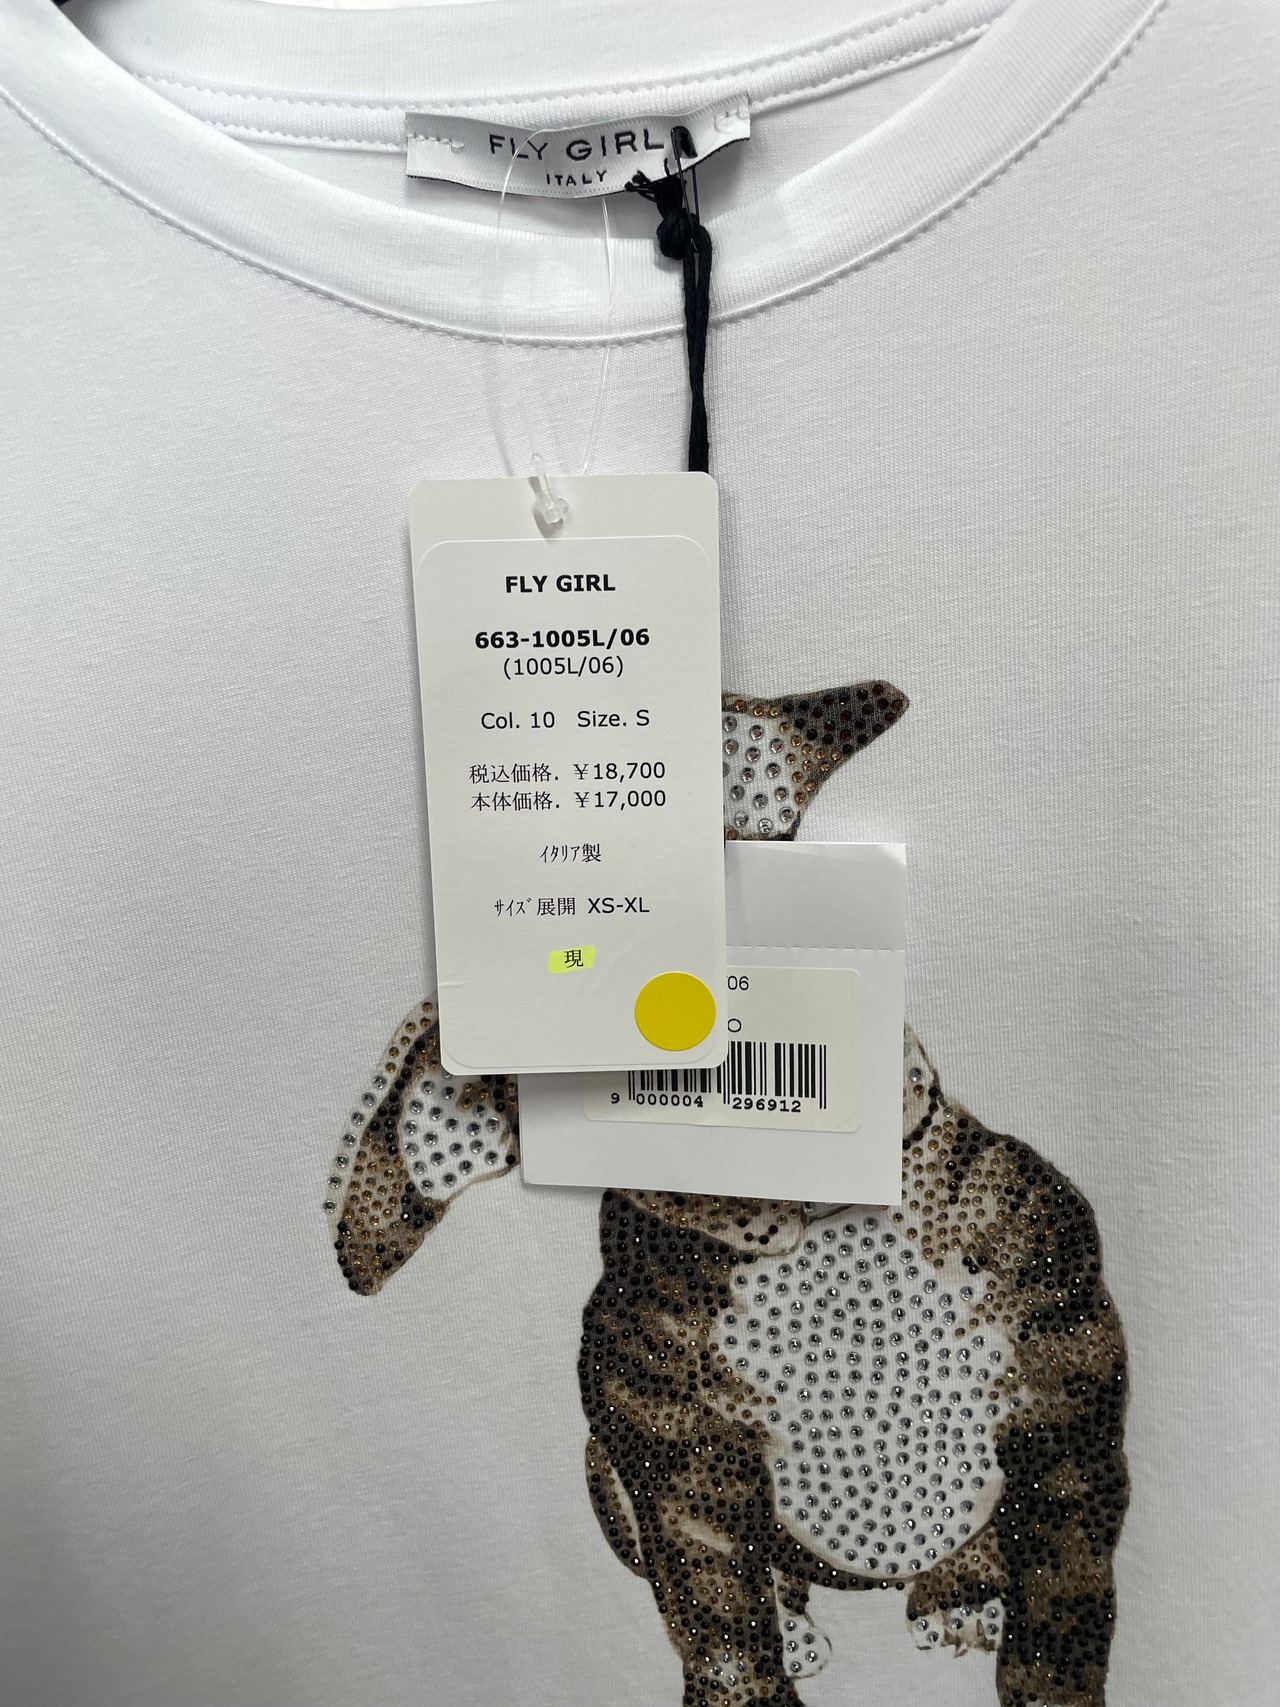 FLY GIRL
ITALY
FLY GIRL
663-1005L/06
(1005L/06)
Col. 10 Size. S
税込価格. ¥18,700
本体価格. ¥17,000
ｲﾀﾘｱ製
ｻｲｽﾞ展開 XS-XL
現
06
O
9 000004 296912